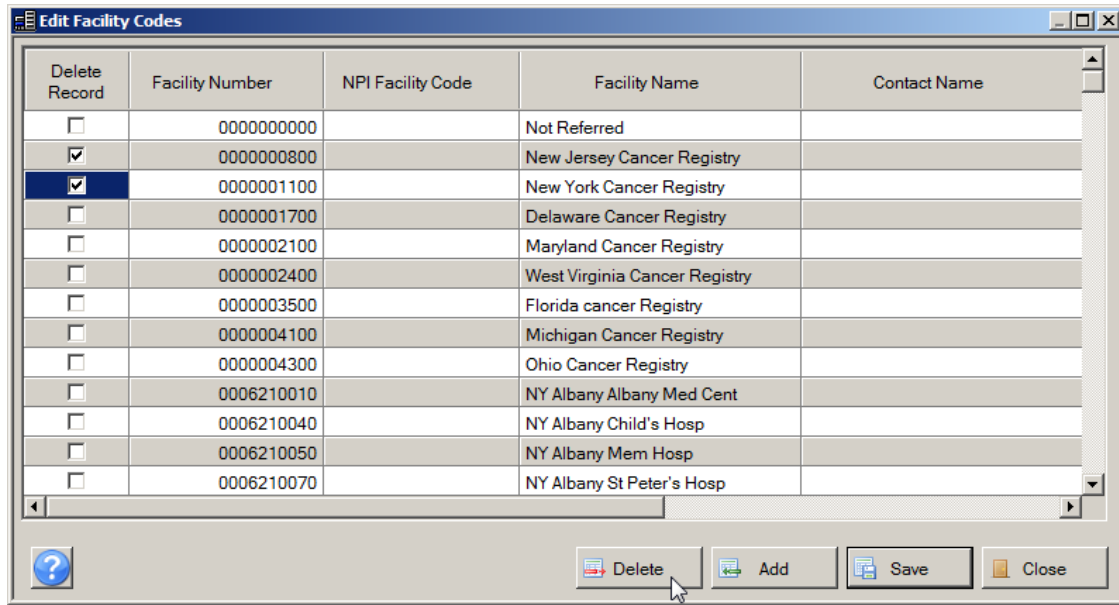 Edit Facility Codes
Delete Record Facility Number NPI Facility Code Facility Name Contact Name
0000000000 Not Referred
0000000800 New Jersey Cancer Registry
0000001100 New York Cancer Registry
0000001700 Delaware Cancer Registry
0000002100 Maryland Cancer Registry
0000002400 West Virginia Cancer Registry
0000003500 Florida cancer Registry
0000004100 Michigan Cancer Registry
0000004300 Ohio Cancer Registry
0006210010 NY Albany Albany Med Cent
0006210040 NY Albany Child's Hosp
0006210050 NY Albany Mem Hosp
0006210070 NY Albany St Peter's Hosp
? Delete Add Save Close